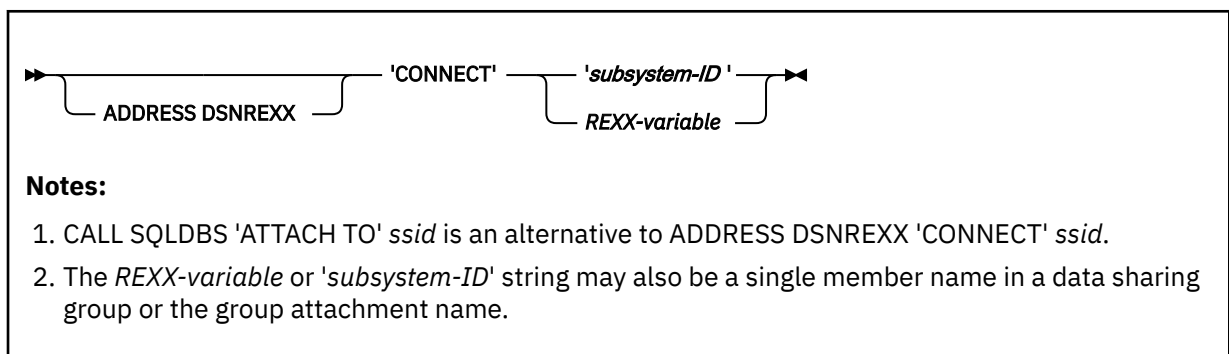 'CONNECT' 'subsystem-ID '
ADDRESS DSNREXX REXX-variable
Notes:
1. CALL SQLDBS 'ATTACH TO' ssid is an alternative to ADDRESS DSNREXX 'CONNECT' ssid.
2. The REXX-variable or 'subsystem-ID' string may also be a single member name in a data sharing
group or the group attachment name.